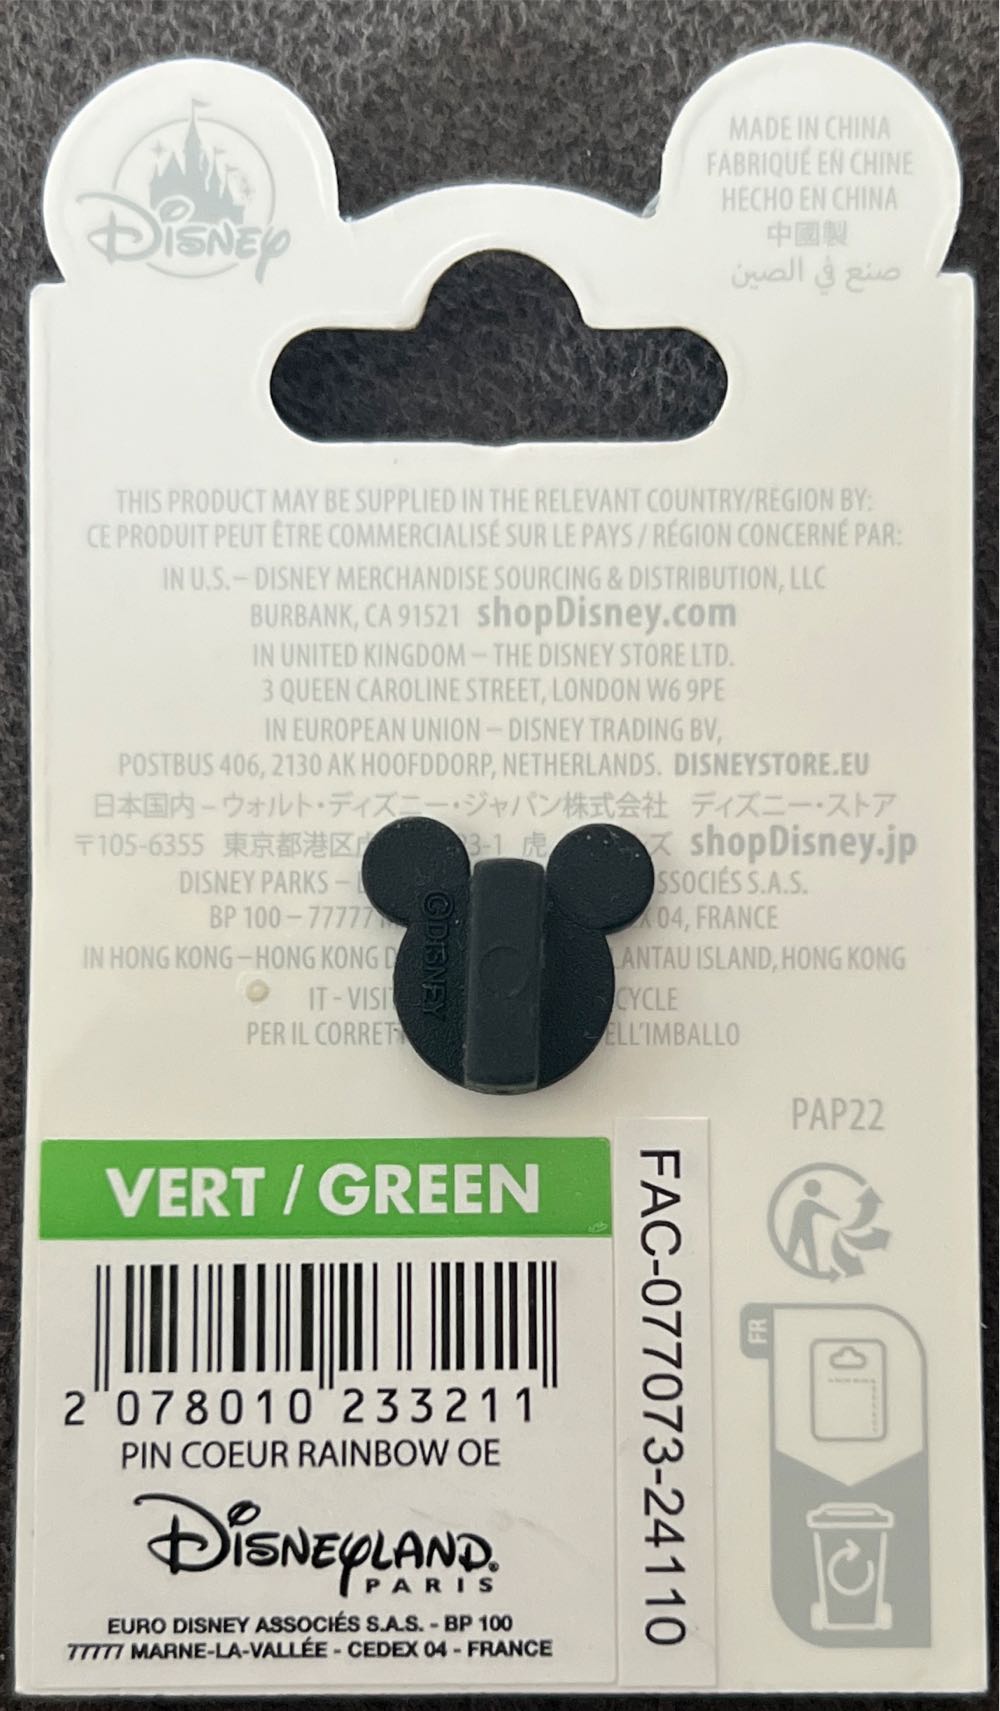 Disney
MADE IN CHINA
FABRIQUÉ EN CHINE
HECHO EN CHINA
中國製
صنع في الصين
THIS PRODUCT MAY BE SUPPLIED IN THE RELEVANT COUNTRY/REGION BY:
CE PRODUIT PEUT ÊTRE COMMERCIALISÉ SUR LE PAYS / RÉGION CONCERNÉ PAR:
IN U.S.– DISNEY MERCHANDISE SOURCING & DISTRIBUTION, LLC
BURBANK, CA 91521 shopDisney.com
IN UNITED KINGDOM – THE DISNEY STORE LTD.
3 QUEEN CAROLINE STREET, LONDON W6 9PE
IN EUROPEAN UNION – DISNEY TRADING BV,
POSTBUS 406, 2130 AK HOOFDDORP, NETHERLANDS. DISNEYSTORE.EU
日本国内 – ウォルト・ディズニー・ジャパン株式会社 ディズニー・ストア
〒105-6355 東京都港区 3-1 虎 ズ shopDisney.jp
DISNEY PARKS – SSOCIÉS S.A.S.
BP 100 – 77777 X 04, FRANCE
IN HONG KONG – HONG KONG D LANTAU ISLAND, HONG KONG
IT - VISI CYCLE
PER IL CORRETT ELL'IMBALLO
©DISNEY
PAP22
VERT / GREEN
2 078010 233211
PIN COEUR RAINBOW OE
DISNEYLAND.
PARIS
EURO DISNEY ASSOCIÉS S.A.S. - BP 100
77777 MARNE-LA-VALLÉE - CEDEX 04 - FRANCE
FAC-077073-24110
FR